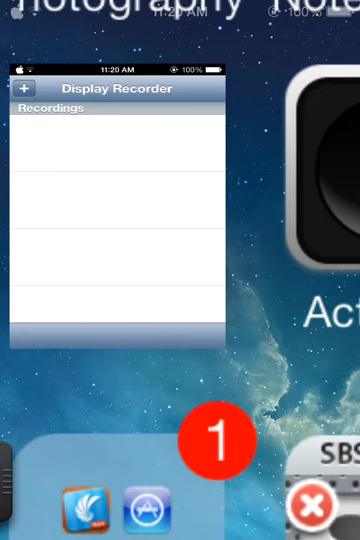 hotography Note
11:20 AM 100%
11:20 AM 100%
+ Display Recorder
Recordings
Act
1
SBS